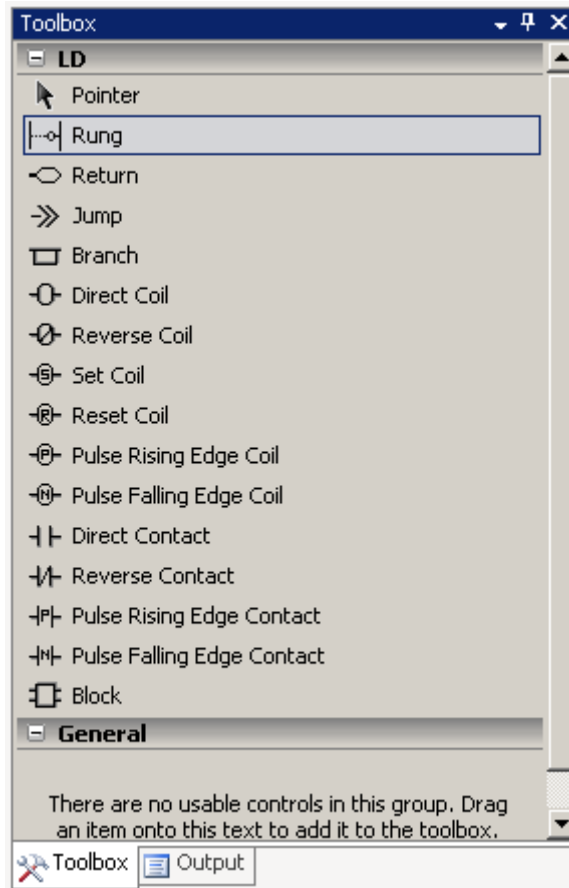 Toolbox
LD
Pointer
Rung
Return
Jump
Branch
Direct Coil
Reverse Coil
Set Coil
Reset Coil
Pulse Rising Edge Coil
Pulse Falling Edge Coil
Direct Contact
Reverse Contact
Pulse Rising Edge Contact
Pulse Falling Edge Contact
Block
General
There are no usable controls in this group. Drag
an item onto this text to add it to the toolbox.
Toolbox Output